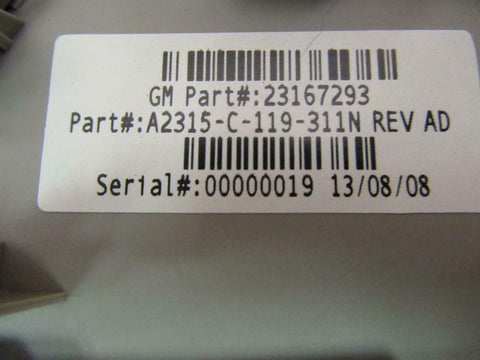 GM Part#:23167293
Part#:A2315-C-119-311N REV AD
Serial#:00000019 13/08/08